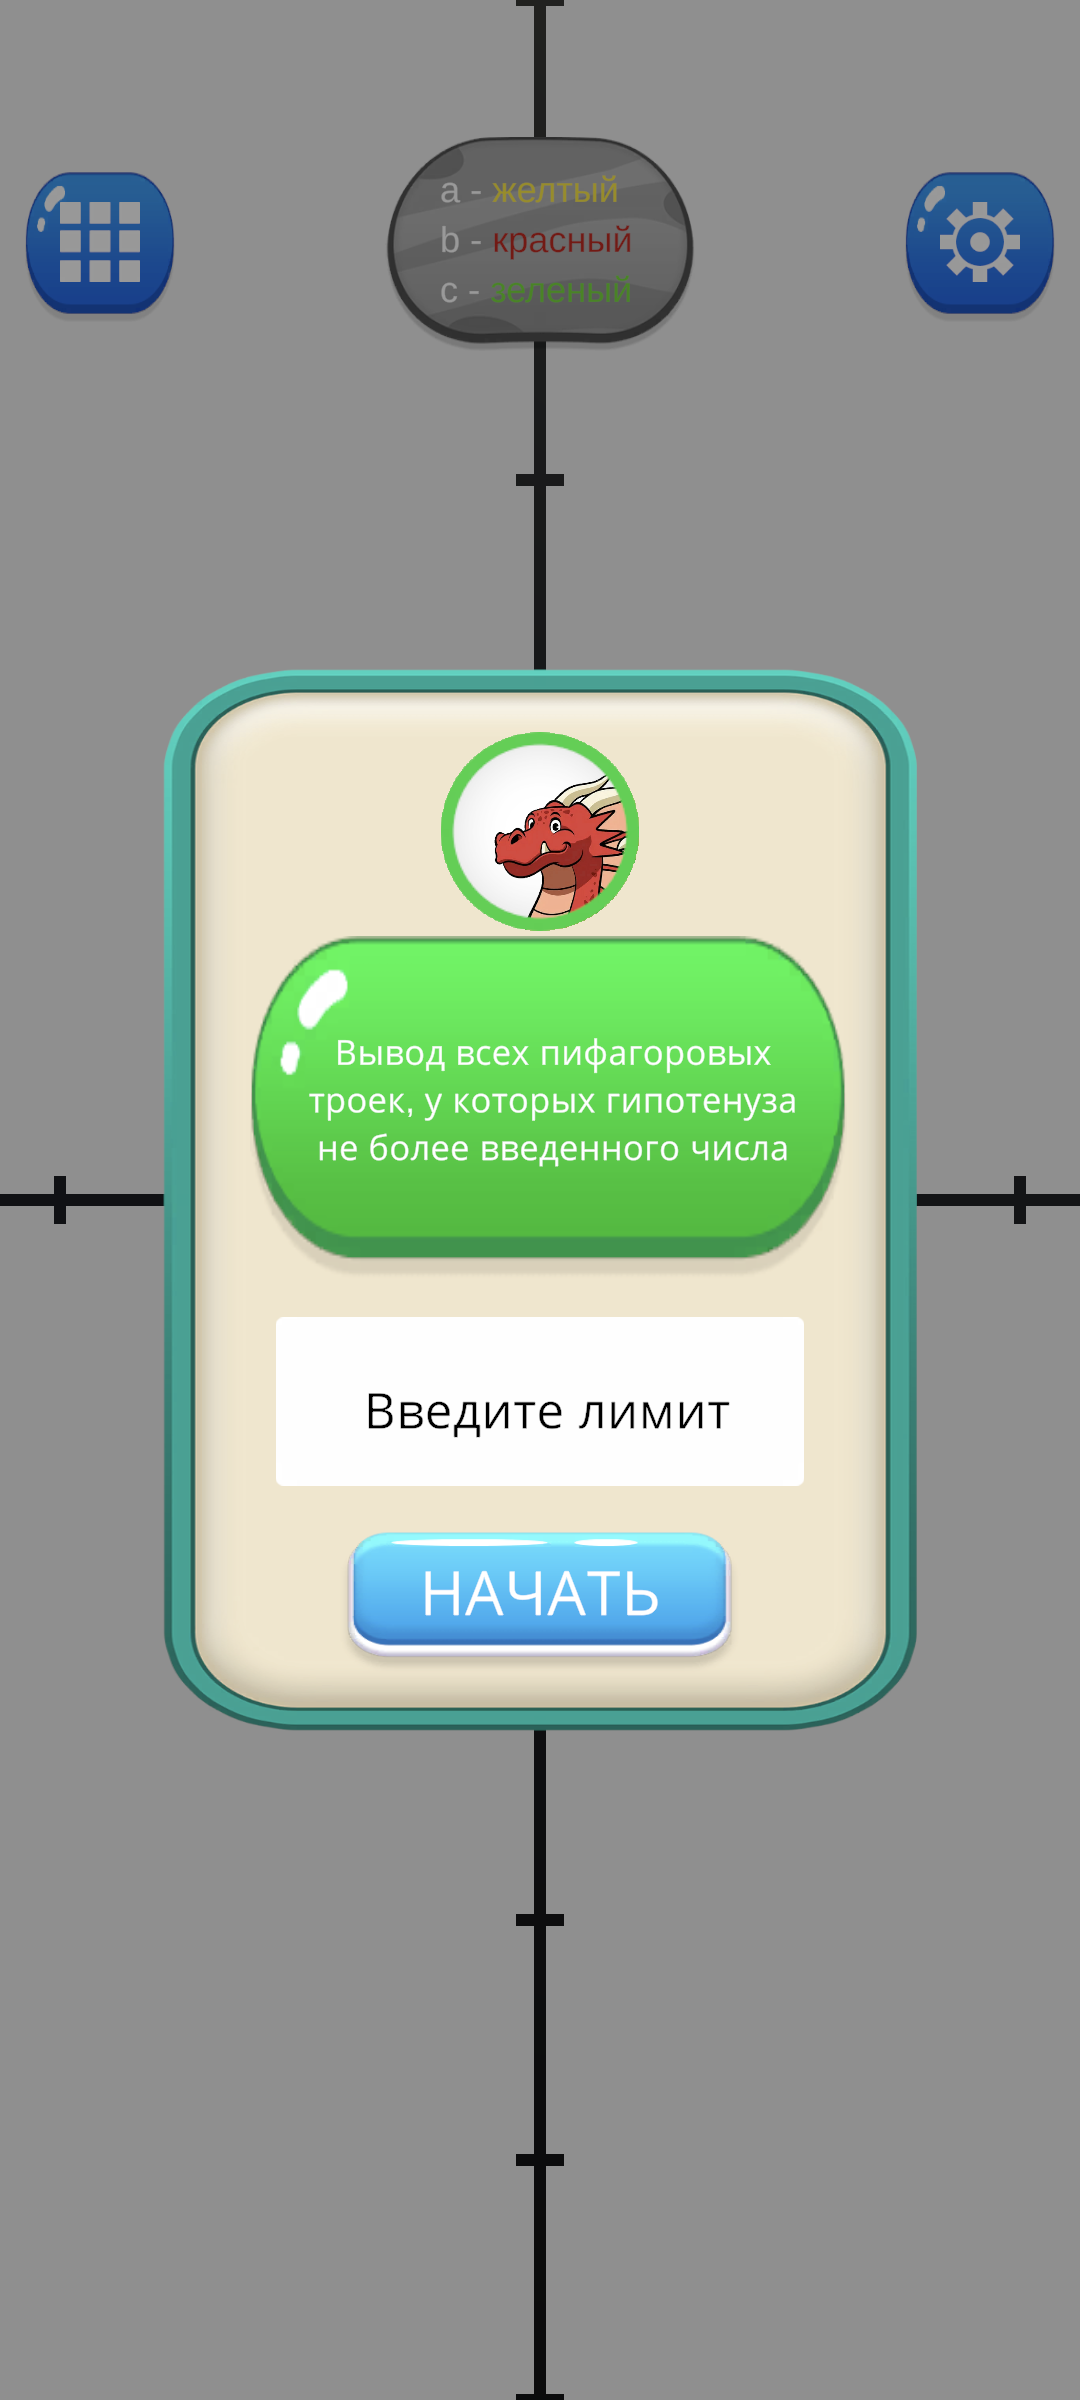 a - желтый
b - красный
c - зеленый
Вывод всех пифагоровых
троек, у которых гипотенуза
не более введенного числа
Введите лимит
НАЧАТЬ